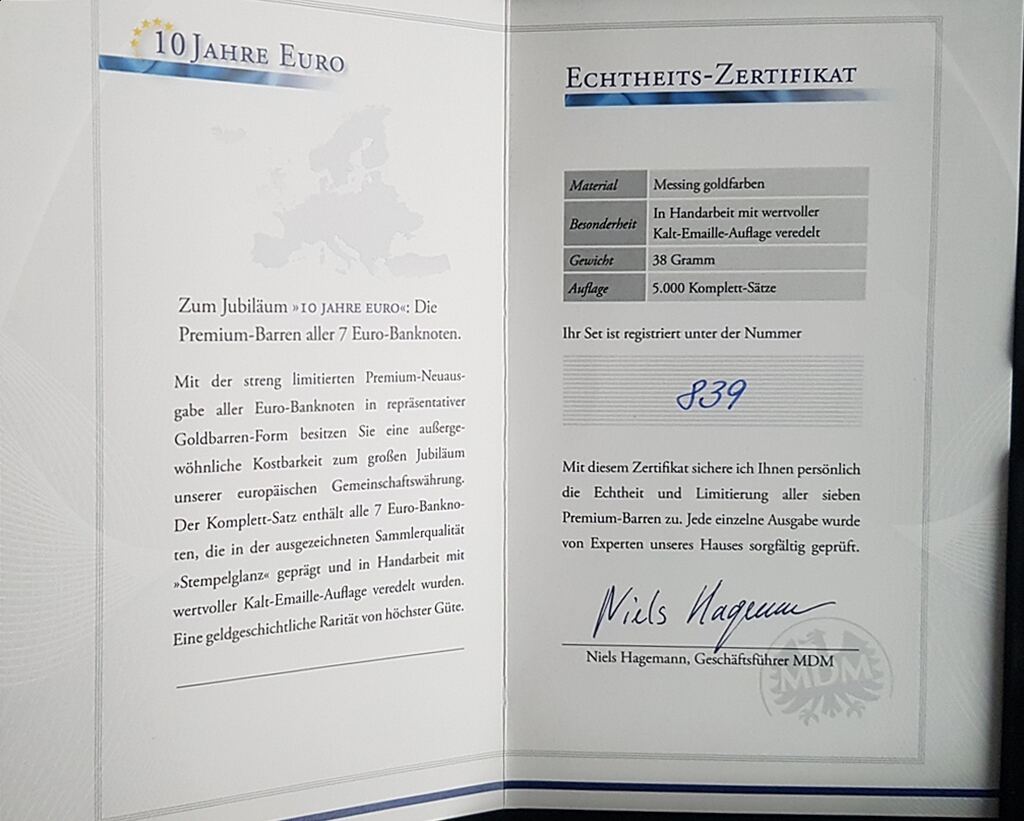 10 Jahre Euro
Zum Jubiläum »10 JAHRE EURO«: Die
Premium-Barren aller 7 Euro-Banknoten.
Mit der streng limitierten Premium-Neuaus-
gabe aller Euro-Banknoten in repräsentativer
Goldbarren-Form besitzen Sie eine außerge-
wöhnliche Kostbarkeit zum großen Jubiläum
unserer europäischen Gemeinschaftswährung.
Der Komplett-Satz enthält alle 7 Euro-Bankno-
ten, die in der ausgezeichneten Sammlerqualität
»Stempelglanz« geprägt und in Handarbeit mit
wertvoller Kalt-Emaille-Auflage veredelt wurden.
Eine geldgeschichtliche Rarität von höchster Güte.
Echtheits-Zertifikat
Material Messing goldfarben
Besonderheit In Handarbeit mit wertvoller
Kalt-Emaille-Auflage veredelt
Gewicht 38 Gramm
Auflage 5.000 Komplett-Sätze
Ihr Set ist registriert unter der Nummer
839
Mit diesem Zertifikat sichere ich Ihnen persönlich
die Echtheit und Limitierung aller sieben
Premium-Barren zu. Jede einzelne Ausgabe wurde
von Experten unseres Hauses sorgfältig geprüft.
Niels Hagemann
Niels Hagemann, Geschäftsführer MDM
MDM